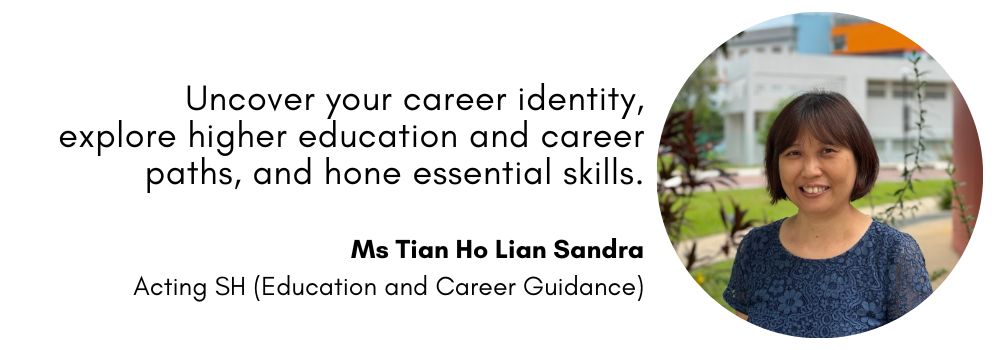 Uncover your career identity,
explore higher education and career
paths, and hone essential skills.
Ms Tian Ho Lian Sandra
Acting SH (Education and Career Guidance)